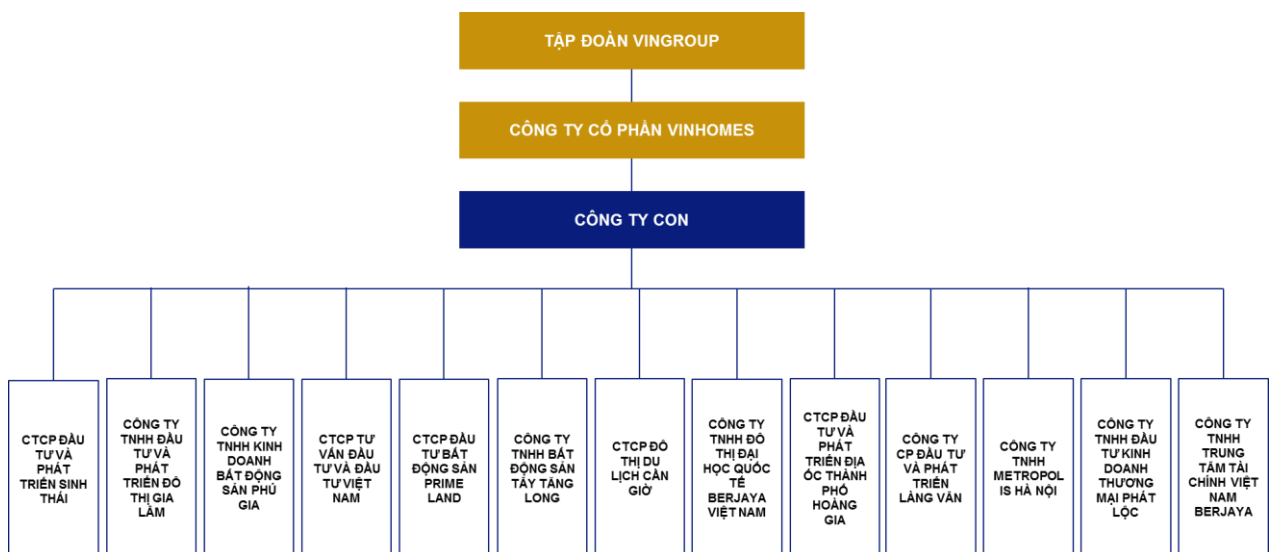 TẬP ĐOÀN VINGROUP
CÔNG TY CỔ PHẦN VINHOMES
CÔNG TY CON
CTCP ĐẦU
TƯ VÀ
PHÁT
TRIỂN SINH
THÁI
CÔNG TY
TNHH ĐẦU
TƯ VÀ
PHÁT
TRIỂN ĐÔ
THỊ GIA
LÂM
CÔNG TY
TNHH KINH
DOANH
BẤT ĐỘNG
SẢN PHÚ
GIA
CTCP TƯ
VẤN ĐẦU
TƯ VÀ ĐẦU
TƯ VIỆT
NAM
CTCP ĐẦU
TƯ BẤT
ĐỘNG SẢN
PRIME
LAND
CÔNG TY
TNHH BẤT
ĐỘNG SẢN
TÂY TĂNG
LONG
CTCP ĐÔ
THỊ DU
LỊCH CẦN
GIỜ
CÔNG TY
TNHH ĐÔ
THỊ ĐẠI
HỌC QUỐC
TẾ
BERJAYA
VIỆT NAM
CTCP ĐẦU
TƯ VÀ
PHÁT
TRIỂN ĐỊA
ỐC THÀNH
PHỐ
HOÀNG
GIA
CÔNG TY
CP ĐẦU TƯ
VÀ PHÁT
TRIỂN
LÀNG VÂN
CÔNG TY
TNHH
METROPOL
IS HÀ NỘI
CÔNG TY
TNHH ĐẦU
TƯ KINH
DOANH
THƯƠNG
MẠI PHÁT
LỘC
CÔNG TY
TNHH
TRUNG
TÂM TÀI
CHÍNH VIỆT
NAM
BERJAYA